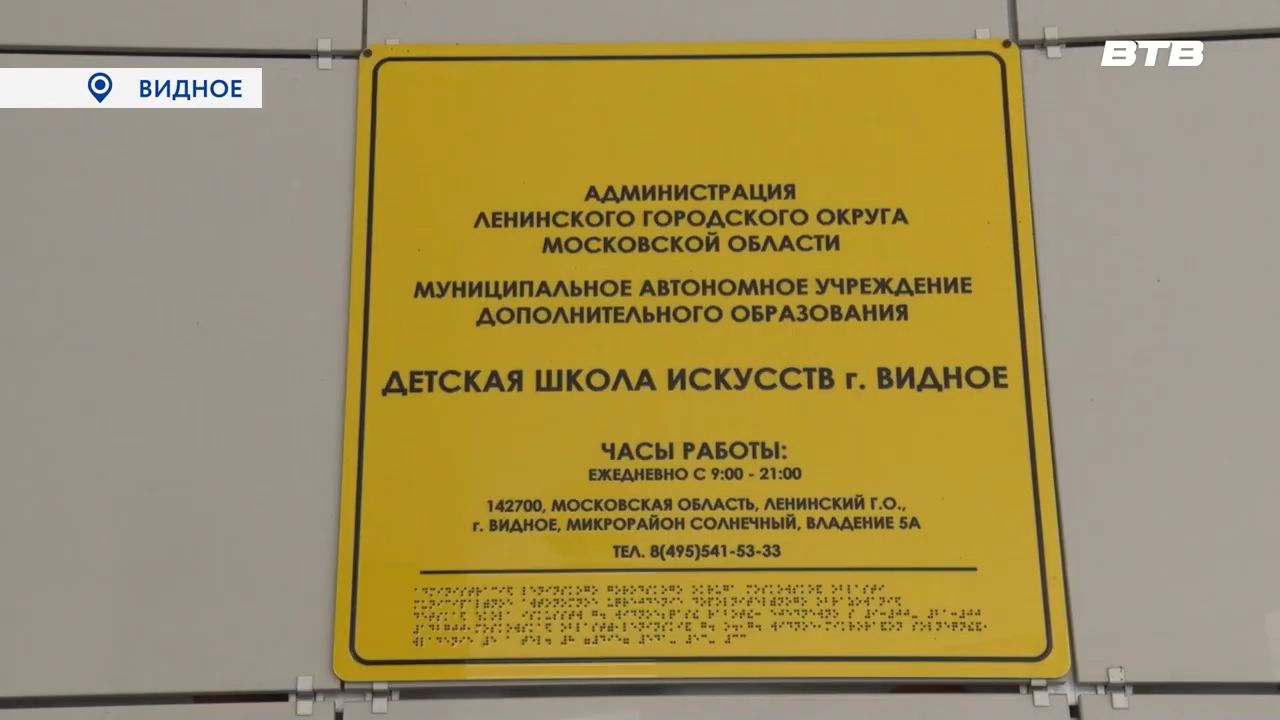 ВТВ
ВИДНОЕ
АДМИНИСТРАЦИЯ
ЛЕНИНСКОГО ГОРОДСКОГО ОКРУГА
МОСКОВСКОЙ ОБЛАСТИ
МУНИЦИПАЛЬНОЕ АВТОНОМНОЕ УЧРЕЖДЕНИЕ
ДОПОЛНИТЕЛЬНОГО ОБРАЗОВАНИЯ
ДЕТСКАЯ ШКОЛА ИСКУССТВ г. ВИДНОЕ
ЧАСЫ РАБОТЫ:
ЕЖЕДНЕВНО С 9:00 - 21:00
142700, МОСКОВСКАЯ ОБЛАСТЬ, ЛЕНИНСКИЙ Г.О.,
г. ВИДНОЕ, МИКРОРАЙОН СОЛНЕЧНЫЙ, ВЛАДЕНИЕ 5А
ТЕЛ. 8(495)541-53-33